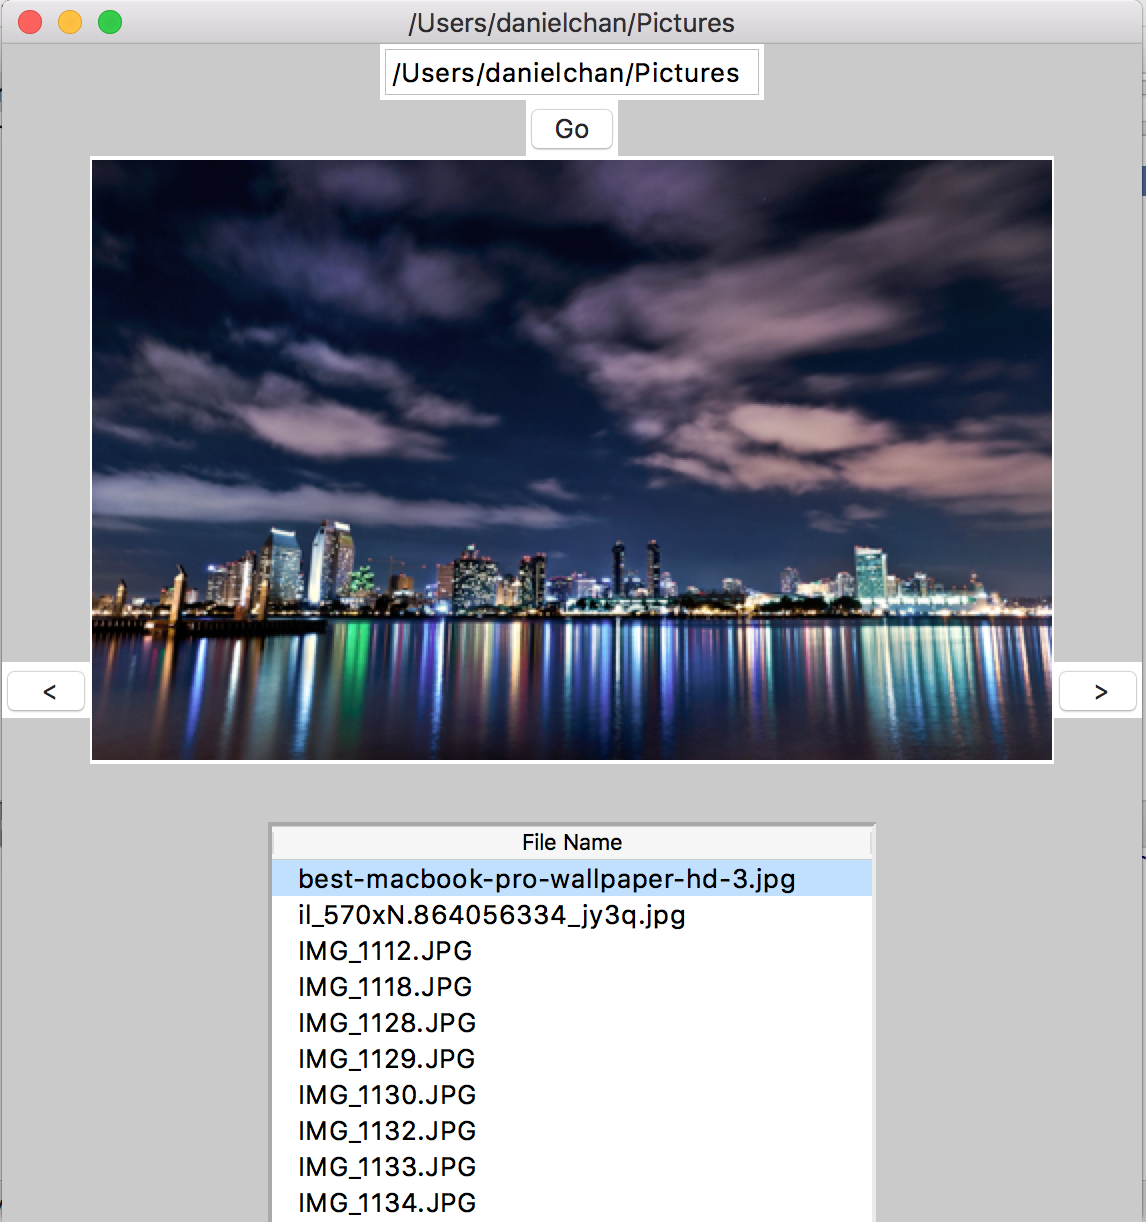 /Users/danielchan/Pictures
/Users/danielchan/Pictures
Go
<
>
File Name
best-macbook-pro-wallpaper-hd-3.jpg
il_570xN.864056334_jy3q.jpg
IMG_1112.JPG
IMG_1118.JPG
IMG_1128.JPG
IMG_1129.JPG
IMG_1130.JPG
IMG_1132.JPG
IMG_1133.JPG
IMG_1134.JPG